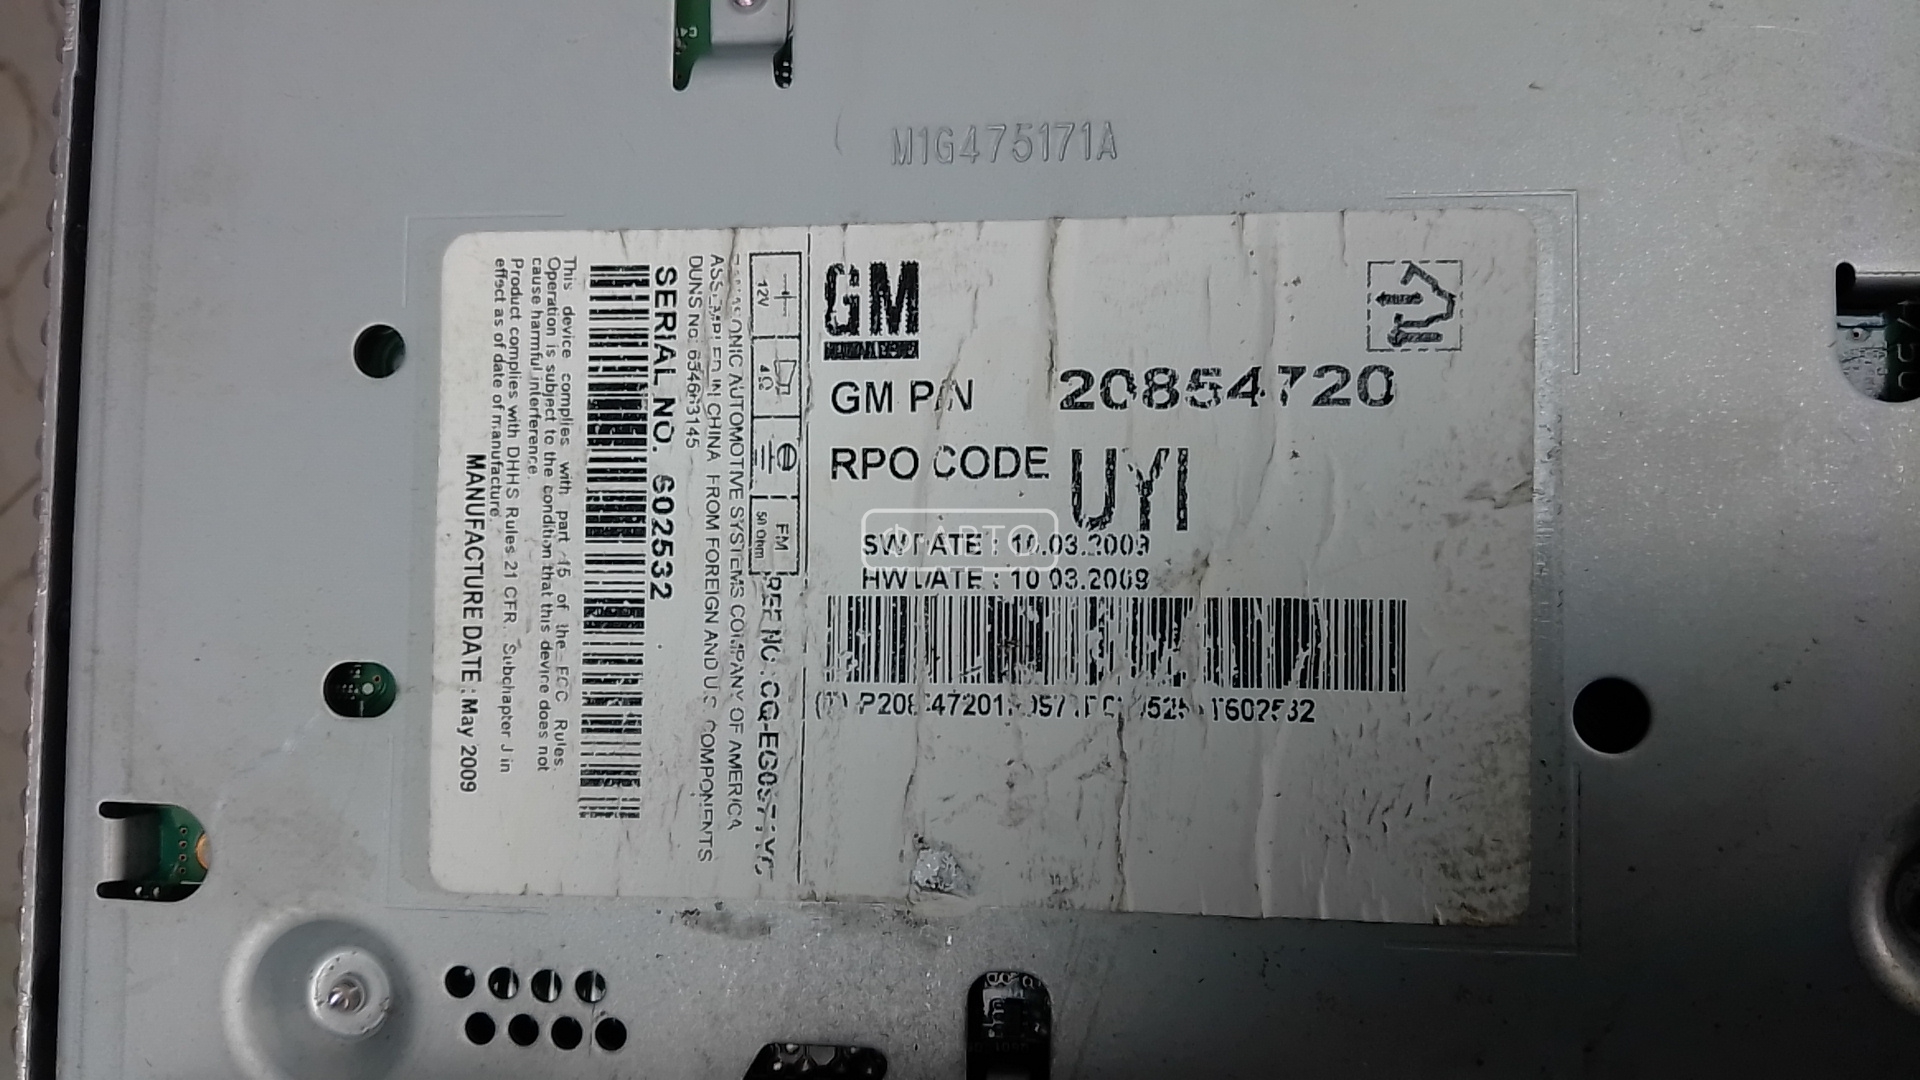 M1G475171A
GM
GM P/N 20854720
RPO CODE UYI
SW DATE : 10.03.2009
HW DATE : 10 03.2009
12V
4Ω
FM
50 Ohm
PANASONIC AUTOMOTIVE SYSTEMS COMPANY OF AMERICA
ASSEMBLED IN CHINA FROM FOREIGN AND U.S. COMPONENTS
SERIAL NO. 602532
This device complies with part 15 of the FCC Rules.
Operation is subject to the condition that this device does not
cause harmful interference.
Product complies with DHHS Rules 21 CFR. Subchapter J in
effect as of date of manufacture.
MANUFACTURE DATE : May 2009
АРТО